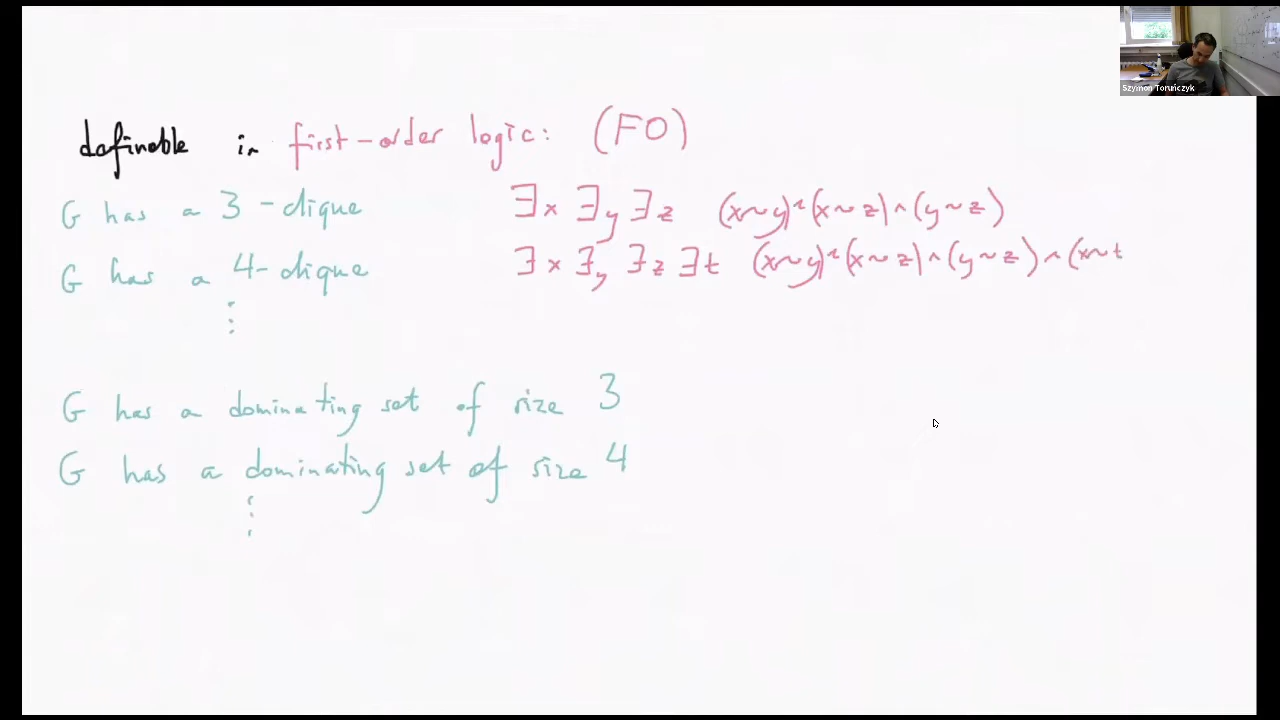 Szymon Toruńczyk
definable in first-order logic: (FO)
G has a 3-clique ∃x ∃y ∃z (x~y)∧(x~z)∧(y~z)
G has a 4-clique ∃x ∃y ∃z ∃t (x~y)∧(x~z)∧(y~z)∧(x~t
⋮
G has a dominating set of size 3
G has a dominating set of size 4
⋮